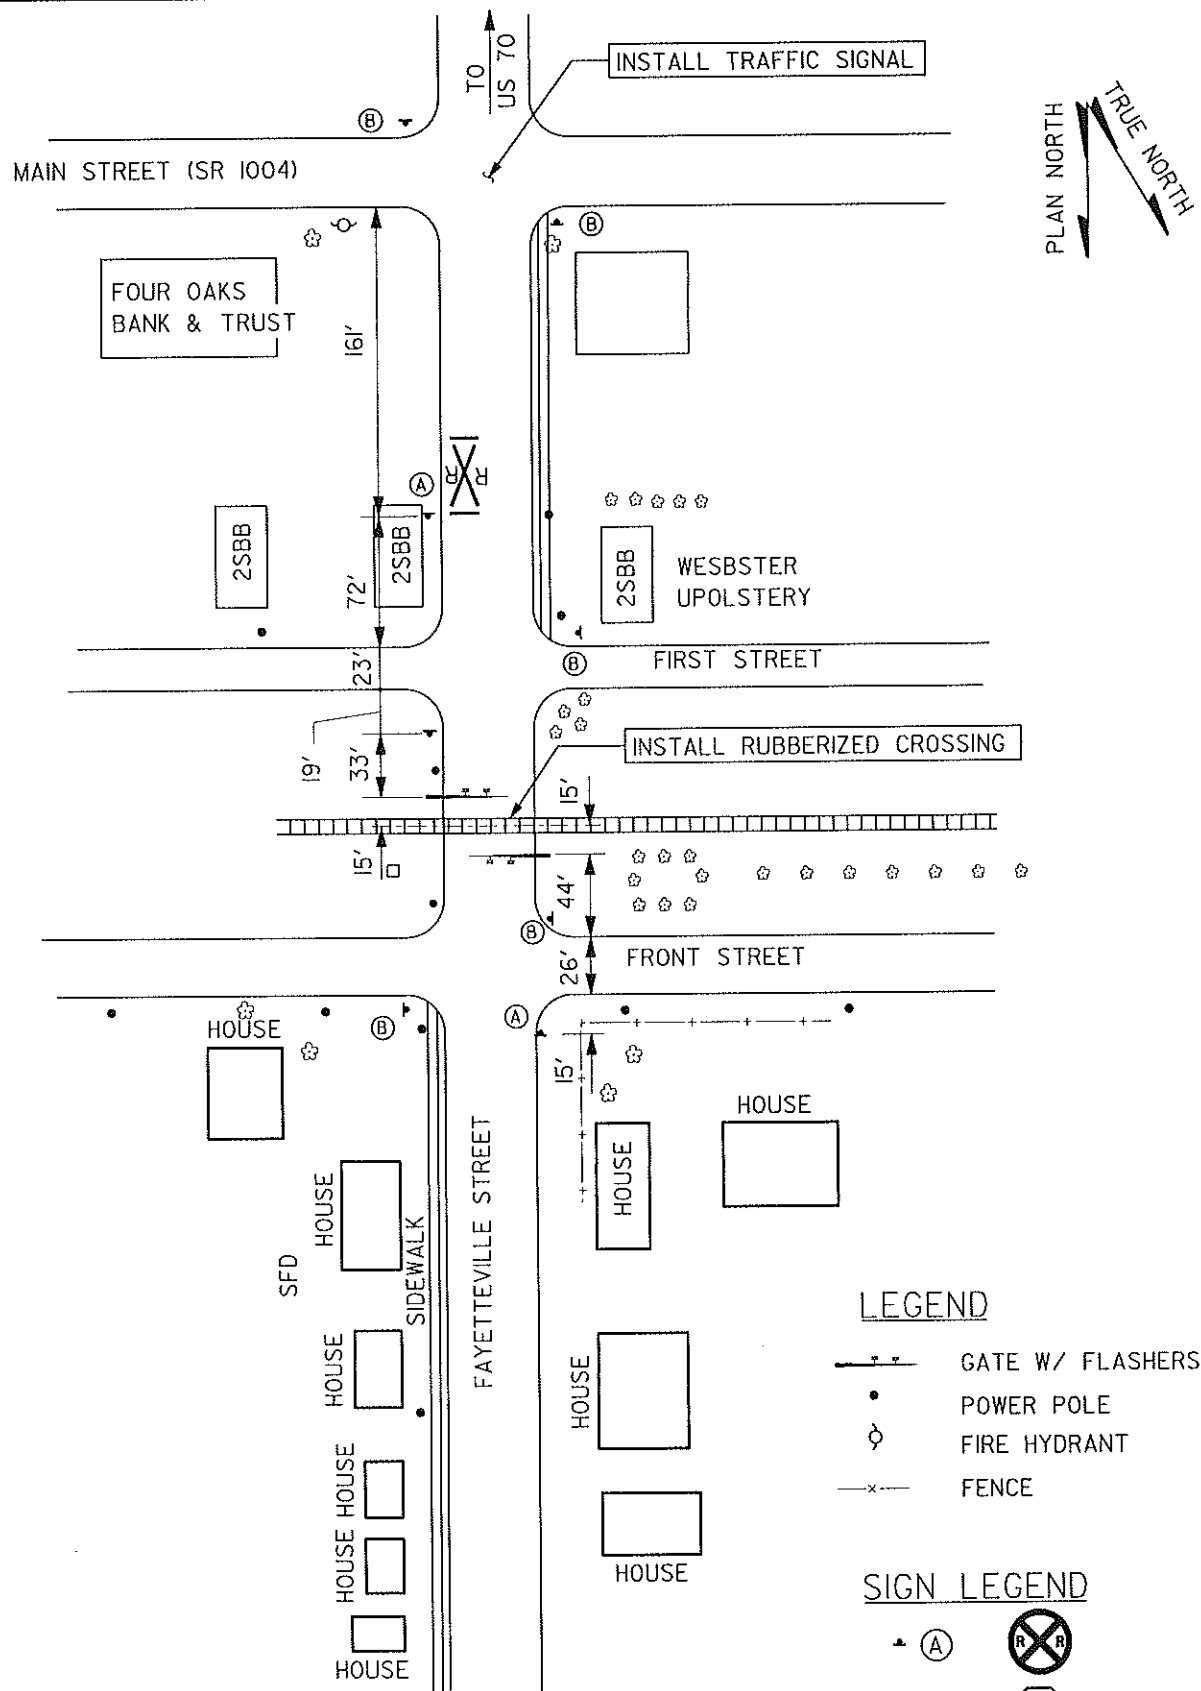 TO
US 70
INSTALL TRAFFIC SIGNAL
B
MAIN STREET (SR 1004)
PLAN NORTH
TRUE NORTH
B
FOUR OAKS
BANK & TRUST
161'
A
R R
2SBB
2SBB
72'
2SBB
WESBSTER
UPOLSTERY
23'
B
FIRST STREET
19'
33'
INSTALL RUBBERIZED CROSSING
15'
15'
44'
B
26'
FRONT STREET
B
A
HOUSE
15'
HOUSE
HOUSE
HOUSE
SFD
SIDEWALK
FAYETTEVILLE STREET
HOUSE
HOUSE
HOUSE
HOUSE
HOUSE
HOUSE
LEGEND
GATE W/ FLASHERS
POWER POLE
FIRE HYDRANT
FENCE
SIGN LEGEND
A
R R